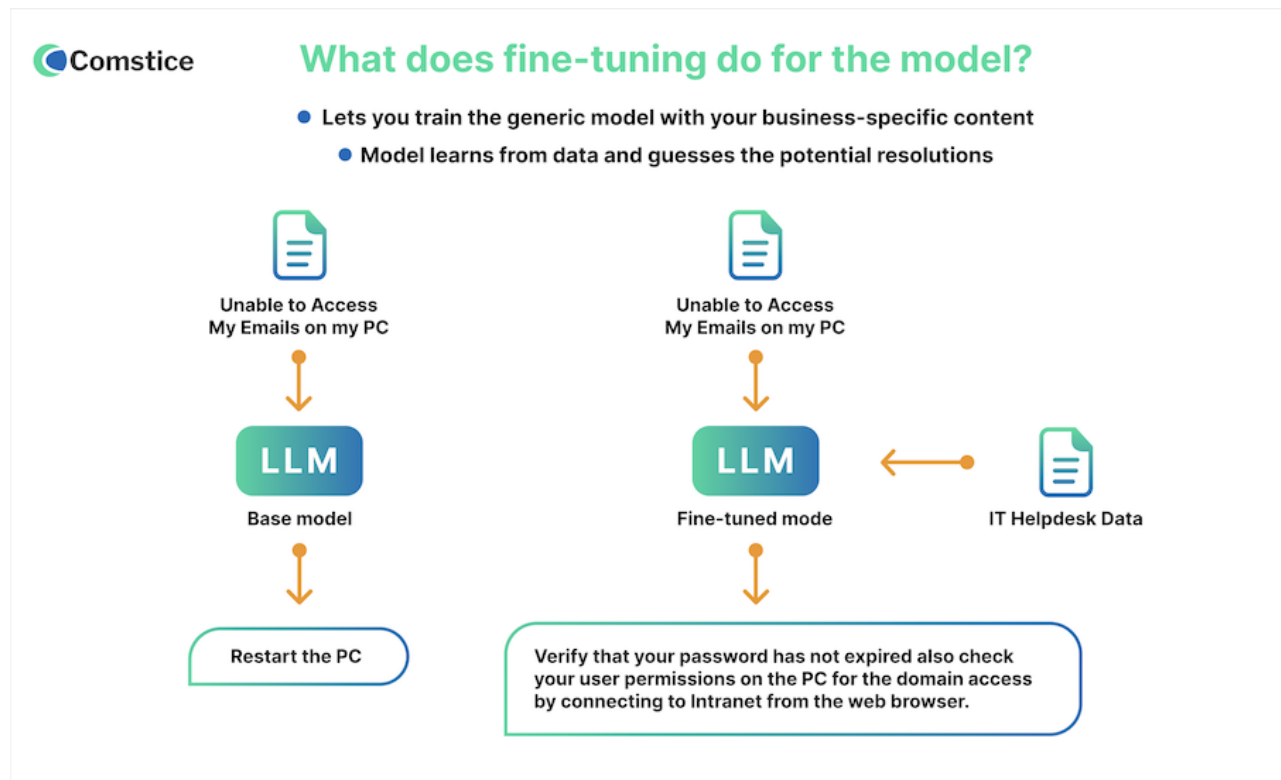 Comstice
What does fine-tuning do for the model?
Lets you train the generic model with your business-specific content
Model learns from data and guesses the potential resolutions
Unable to Access
My Emails on my PC
LLM
Base model
Restart the PC
Unable to Access
My Emails on my PC
LLM
Fine-tuned mode
IT Helpdesk Data
Verify that your password has not expired also check
your user permissions on the PC for the domain access
by connecting to Intranet from the web browser.